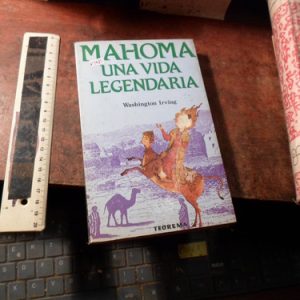 MAHOMA
UNA VIDA
LEGENDARIA
Washington Irving
TEOREMA